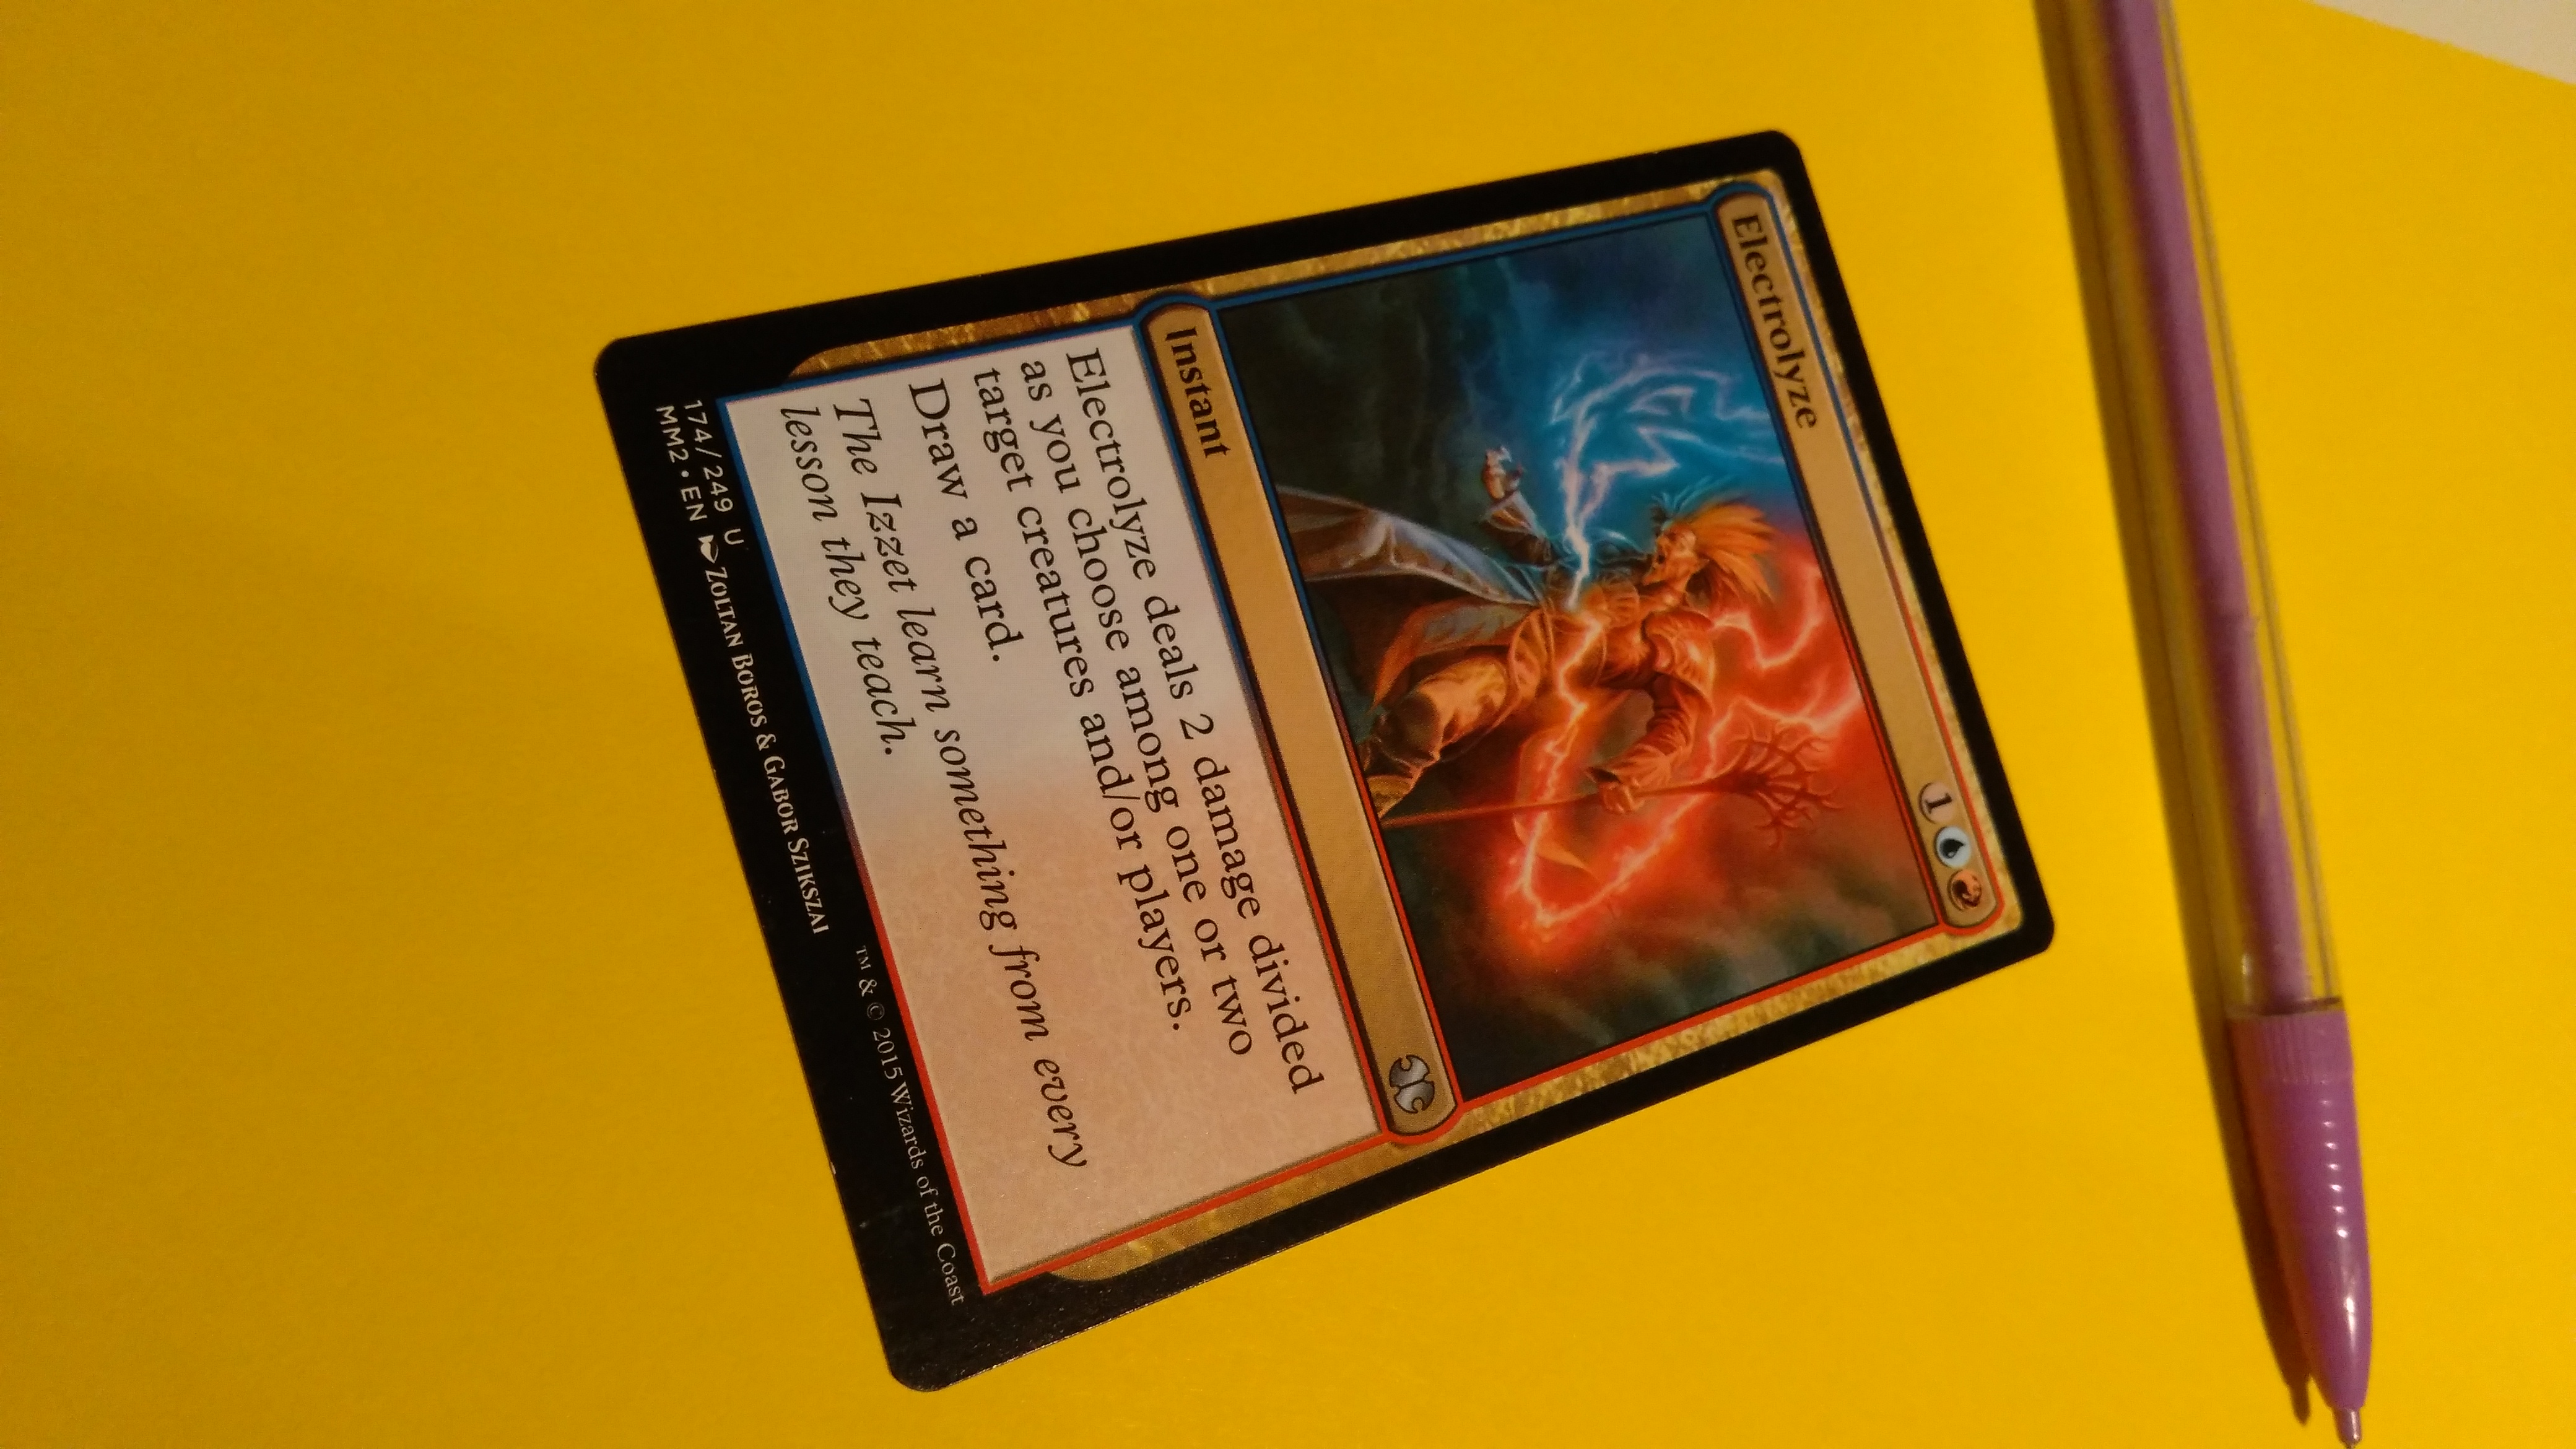 Electrolyze 1
Instant
Electrolyze deals 2 damage divided
as you choose among one or two
target creatures and/or players.
Draw a card.
The Izzet learn something from every
lesson they teach.
174/249 U
MM2 • EN ZOLTAN BOROS & GABOR SZIKSZAI
™ & © 2015 Wizards of the Coast